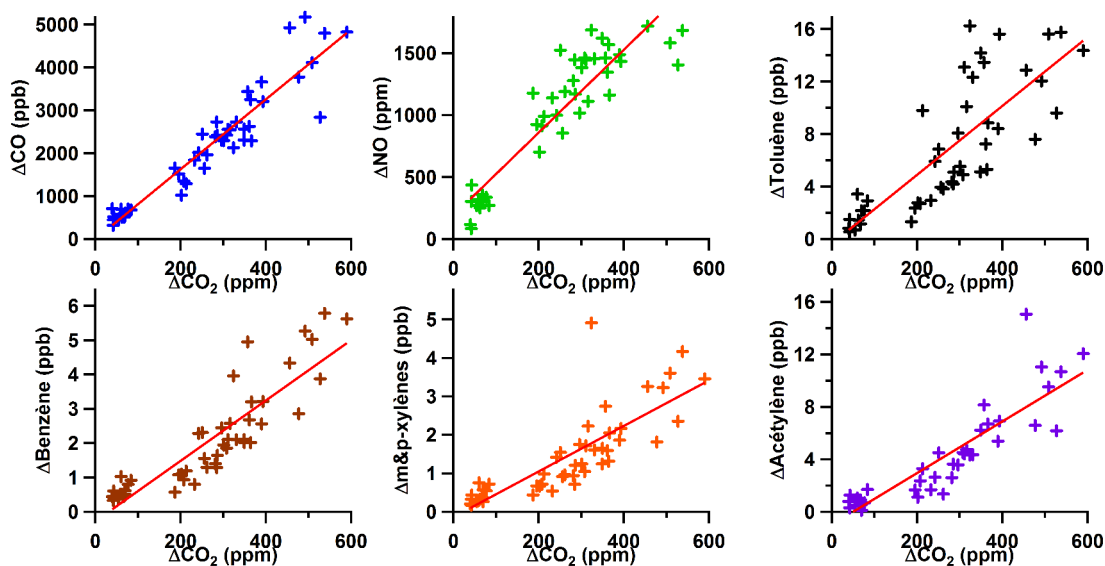 ΔCO (ppb)
5000
4000
3000
2000
1000
0
0 200 400 600
ΔCO₂ (ppm)
ΔNO (ppm)
1500
1000
500
0
0 200 400 600
ΔCO₂ (ppm)
ΔToluène (ppb)
16
12
8
4
0
0 200 400 600
ΔCO₂ (ppm)
ΔBenzène (ppb)
6
5
4
3
2
1
0
0 200 400 600
ΔCO₂ (ppm)
Δm&p-xylènes (ppb)
5
4
3
2
1
0
0 200 400 600
ΔCO₂ (ppm)
ΔAcétylène (ppb)
16
12
8
4
0
0 200 400 600
ΔCO₂ (ppm)